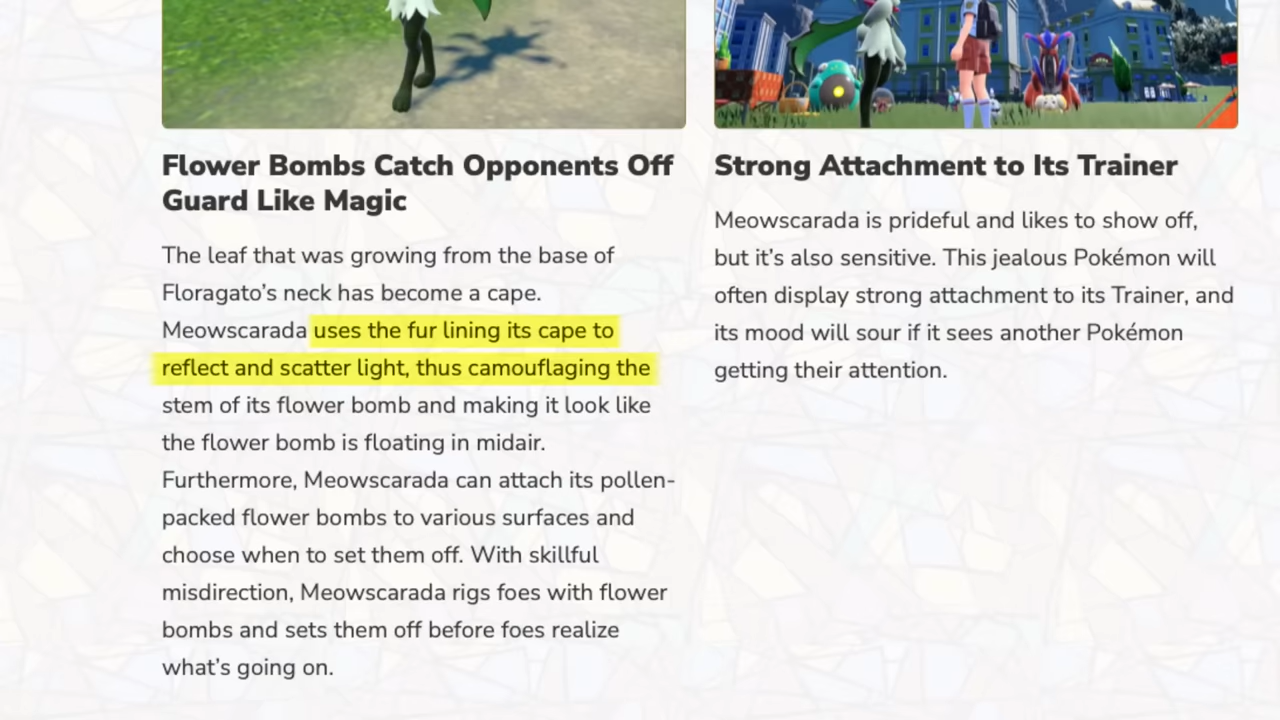 Flower Bombs Catch Opponents Off
Guard Like Magic
The leaf that was growing from the base of
Floragato’s neck has become a cape.
Meowscarada uses the fur lining its cape to
reflect and scatter light, thus camouflaging the
stem of its flower bomb and making it look like
the flower bomb is floating in midair.
Furthermore, Meowscarada can attach its pollen-
packed flower bombs to various surfaces and
choose when to set them off. With skillful
misdirection, Meowscarada rigs foes with flower
bombs and sets them off before foes realize
what’s going on.
Strong Attachment to Its Trainer
Meowscarada is prideful and likes to show off,
but it’s also sensitive. This jealous Pokémon will
often display strong attachment to its Trainer, and
its mood will sour if it sees another Pokémon
getting their attention.